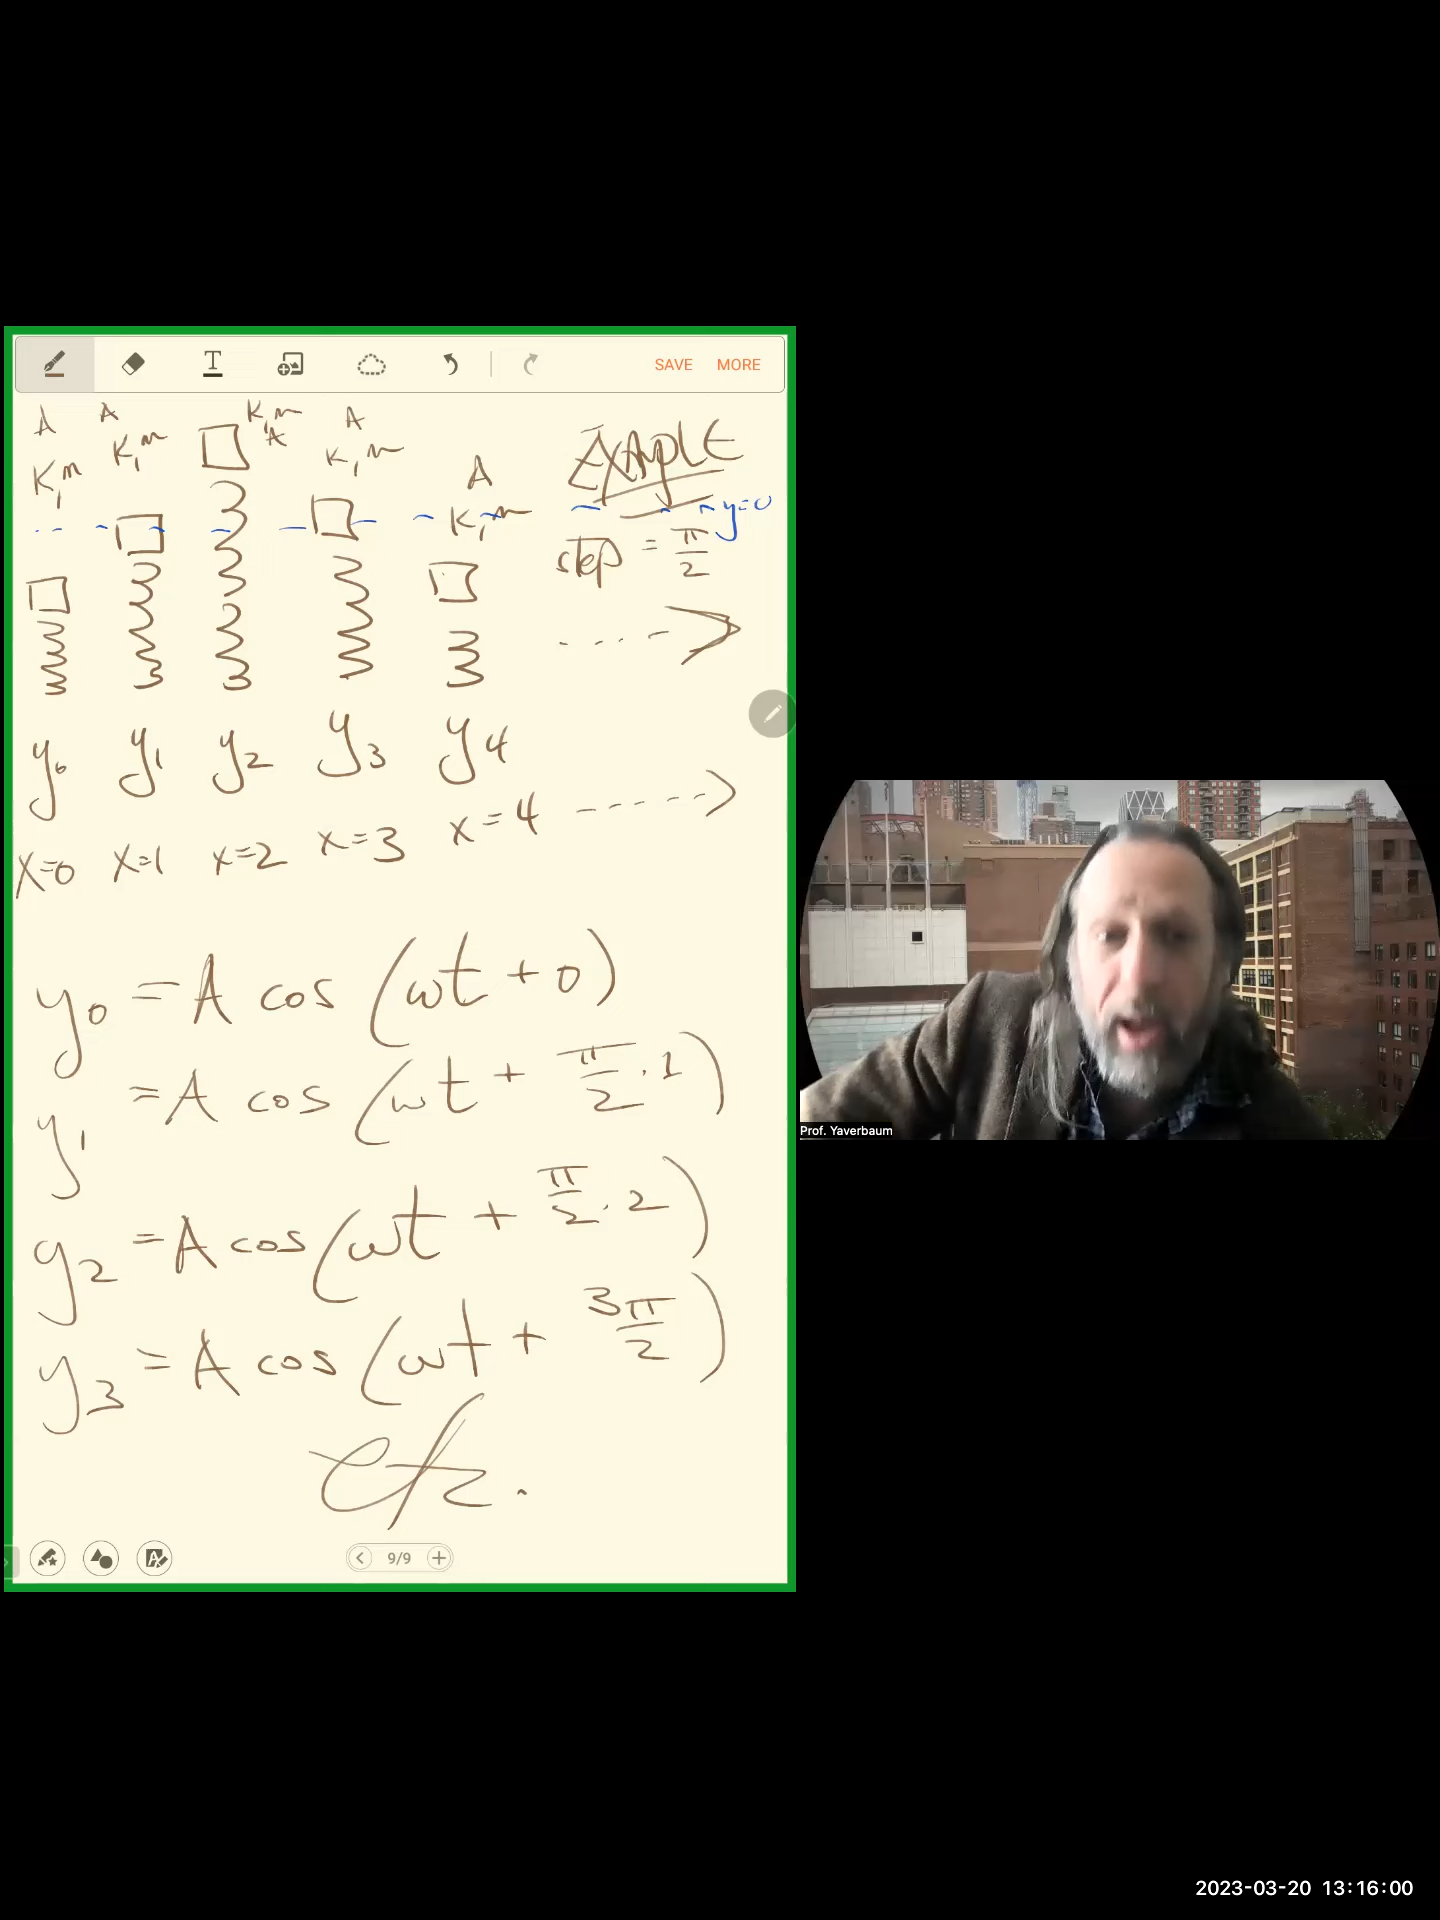 SAVE MORE
A A K,m A
K,m K,m A K,m A
K,m
EXAPLE
y=0
step = π/2
y0 y1 y2 y3 y4
x=0 x=1 x=2 x=3 x=4
y0 = A cos (ωt + 0)
y1 = A cos (ωt + π/2 · 1)
y2 = A cos (ωt + π/2 · 2)
y3 = A cos (ωt + 3π/2)
etc.
9/9
Prof. Yaverbaum
2023-03-20 13:16:00